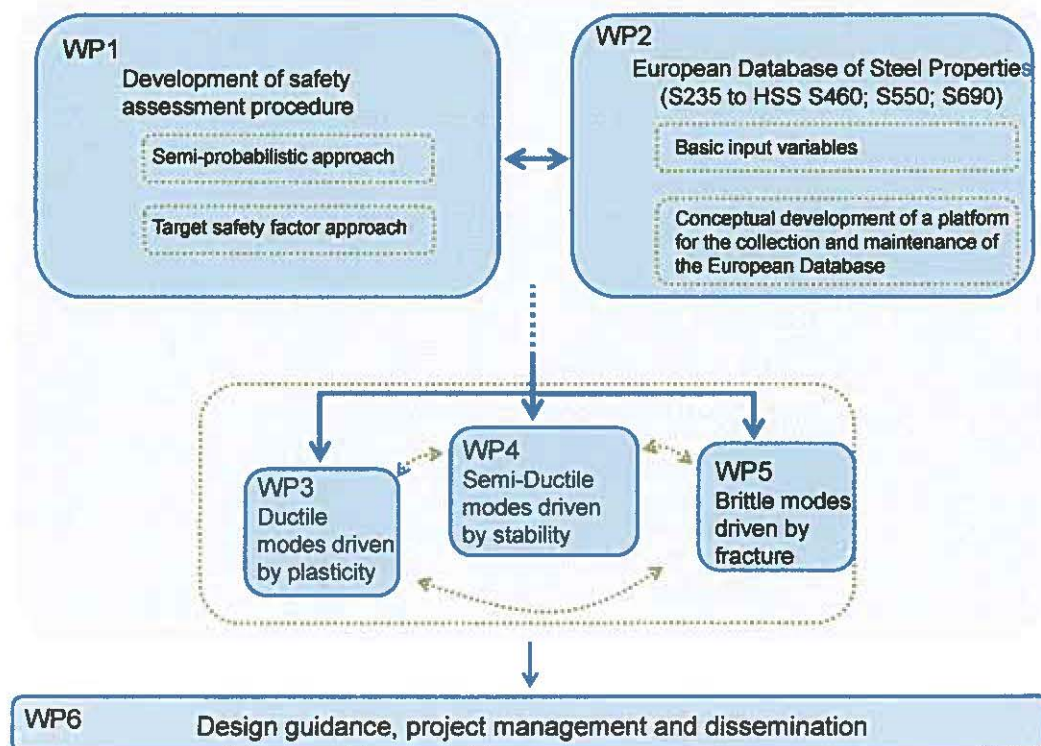 WP1
Development of safety
assessment procedure
Semi-probabilistic approach
Target safety factor approach
WP2
European Database of Steel Properties
(S235 to HSS S460; S550; S690)
Basic input variables
Conceptual development of a platform
for the collection and maintenance of
the European Database
WP3
Ductile
modes driven
by plasticity
WP4
Semi-Ductile
modes driven
by stability
WP5
Brittle modes
driven by
fracture
WP6
Design guidance, project management and dissemination